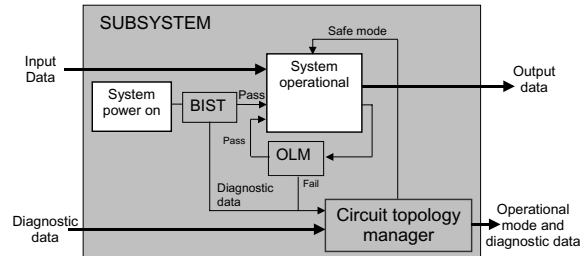 SUBSYSTEM
Safe mode
Input
Data
System
operational
Output
data
System
power on
BIST
Pass
Pass
OLM
Fail
Diagnostic
data
Diagnostic
data
Circuit topology
manager
Operational
mode and
diagnostic data